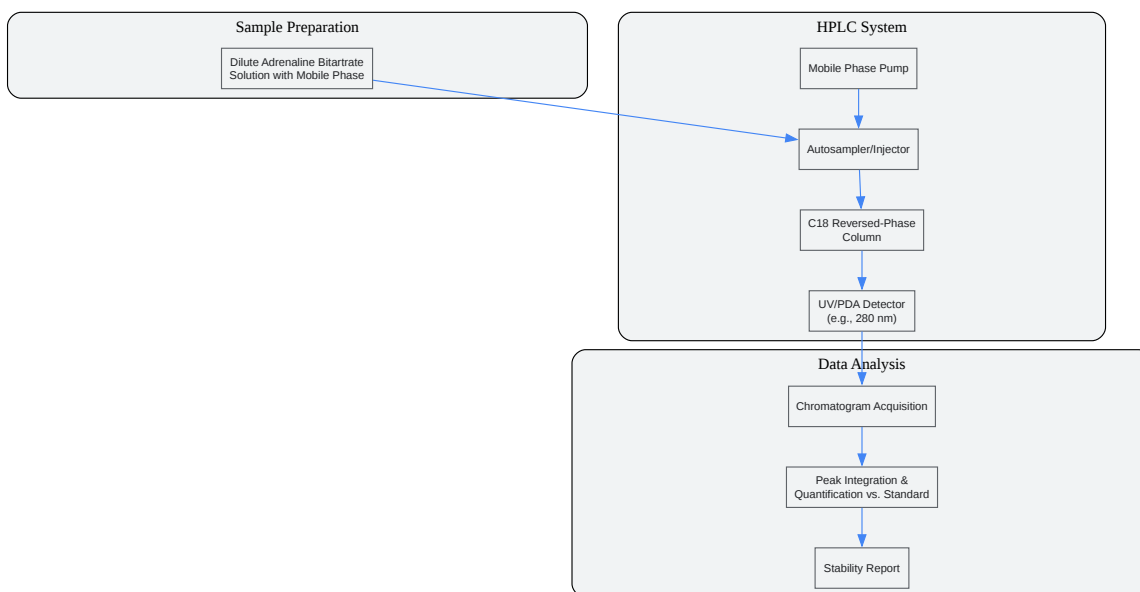 Sample Preparation
Dilute Adrenaline Bitartrate
Solution with Mobile Phase
HPLC System
Mobile Phase Pump
Autosampler/Injector
C18 Reversed-Phase
Column
UV/PDA Detector
(e.g., 280 nm)
Data Analysis
Chromatogram Acquisition
Peak Integration &
Quantification vs. Standard
Stability Report